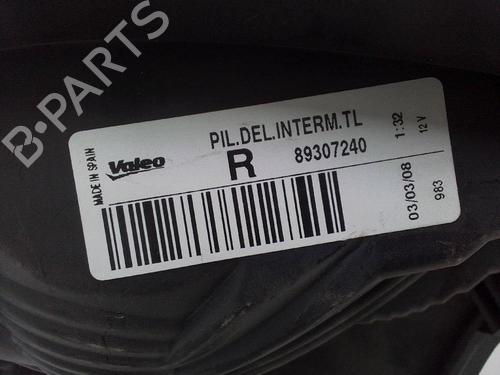 B-PARTS
MADE IN SPAIN
Valeo
PIL.DEL.INTERM.TL
R 89307240
1:32
12 V
03/03/08
983